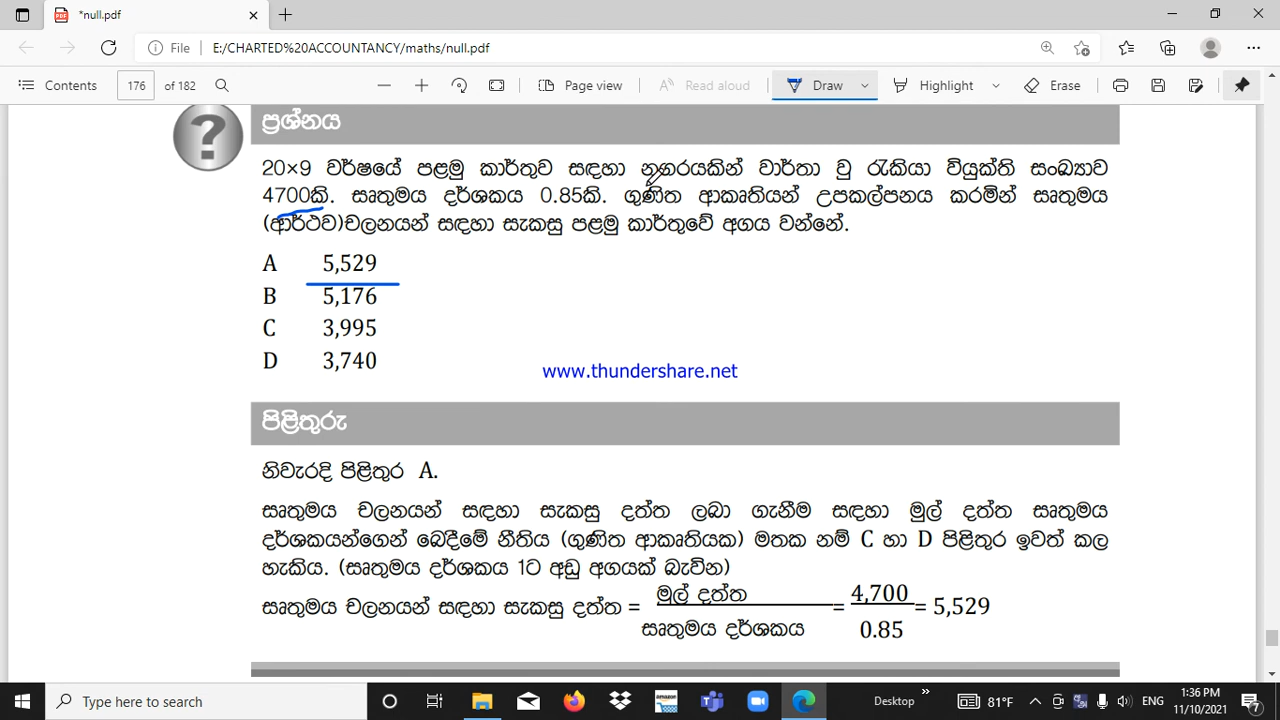 *null.pdf
File E:/CHARTED%20ACCOUNTANCY/maths/null.pdf
Contents 176 of 182 Page view Read aloud Draw Highlight Erase
ප්‍රශ්නය
20×9 වර්ෂයේ පළමු කාර්තුව සඳහා නගරයකින් වාර්තා වු රැකියා වියුක්ති සංඛ්‍යාව
4700කි. සෘතුමය දර්ශකය 0.85කි. ගුණිත ආකෘතියන් උපකල්පනය කරමින් සෘතුමය
(ආර්ථව)චලනයන් සඳහා සැකසු පළමු කාර්තුවේ අගය වන්නේ.
A 5,529
B 5,176
C 3,995
D 3,740
www.thundershare.net
පිළිතුරු
නිවැරදි පිළිතුර A.
සෘතුමය චලනයන් සඳහා සැකසු දත්ත ලබා ගැනීම සඳහා මුල් දත්ත සෘතුමය
දර්ශකයන්ගෙන් බෙදීමේ නීතිය (ගුණිත ආකෘතියක) මතක නම් C හා D පිළිතුර ඉවත් කල
හැකිය. (සෘතුමය දර්ශකය 1ට අඩු අගයක් බැවින)
සෘතුමය චලනයන් සඳහා සැකසු දත්ත = මුල් දත්ත = 4,700 = 5,529
සෘතුමය දර්ශකය 0.85
Type here to search
Desktop 81°F ENG 1:36 PM
11/10/2021 7